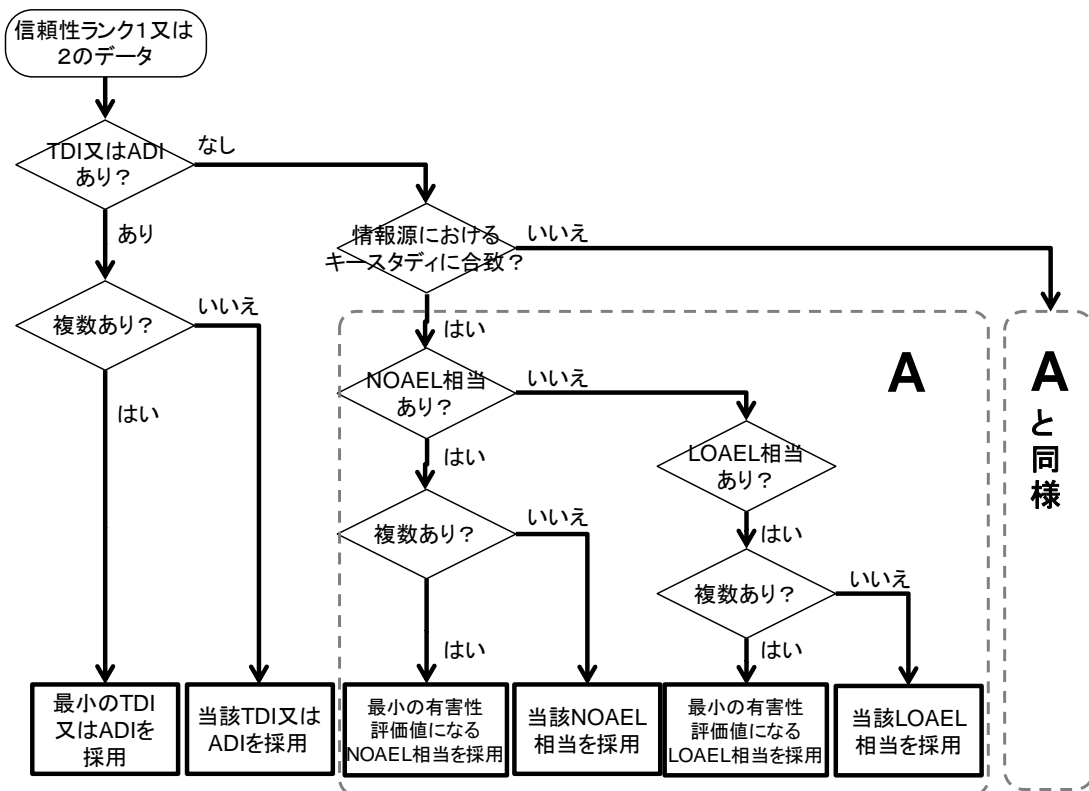 信頼性ランク1又は
2のデータ
TDI又はADI
あり?
なし
あり
複数あり?
いいえ
はい
情報源における
キースタディに合致?
いいえ
はい
A
NOAEL相当
あり?
いいえ
はい
LOAEL相当
あり?
はい
複数あり?
いいえ
はい
複数あり?
いいえ
はい
A
と
同
様
最小のTDI
又はADIを
採用
当該TDI又は
ADIを採用
最小の有害性
評価値になる
NOAEL相当を採用
当該NOAEL
相当を採用
最小の有害性
評価値になる
LOAEL相当を採用
当該LOAEL
相当を採用